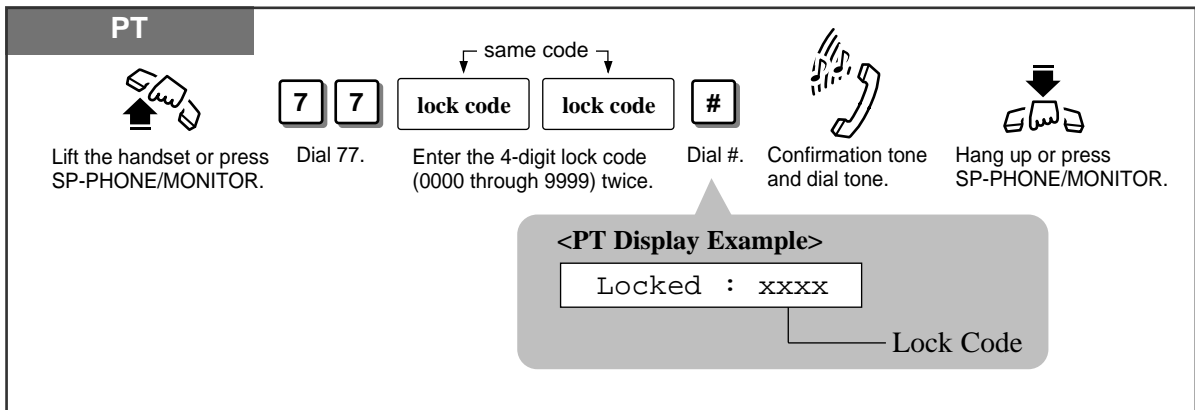 PT
same code
7 7 lock code lock code #
Lift the handset or press
SP-PHONE/MONITOR.
Dial 77.
Enter the 4-digit lock code
(0000 through 9999) twice.
Dial #.
Confirmation tone
and dial tone.
Hang up or press
SP-PHONE/MONITOR.
<PT Display Example>
Locked : xxxx
Lock Code